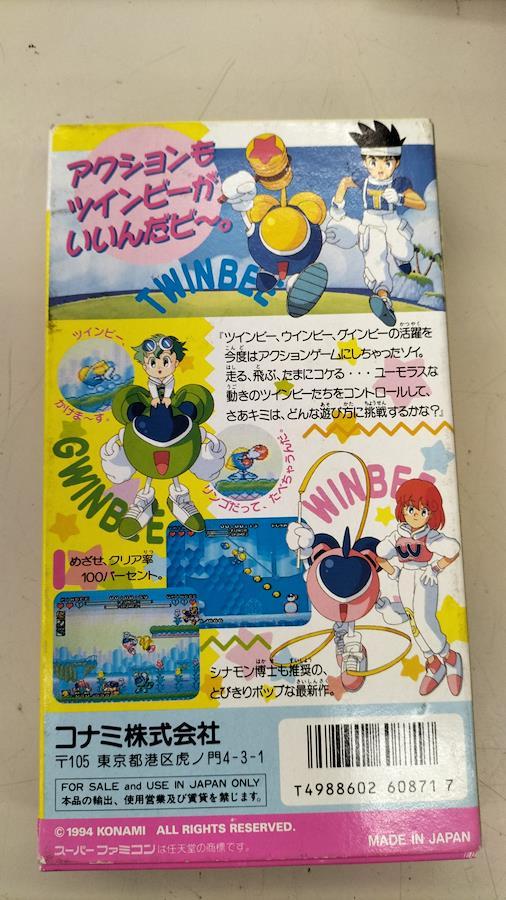 アクションも
ツインビーが
いいんだビ〜。
TWINBEE
『ツインビー、ウインビー、グインビーの活躍を
今度はアクションゲームにしちゃったゾイ。
走る、飛ぶ、たまにコケる・・・ユーモラスな
動きのツインビーたちをコントロールして、
さあキミは、どんな遊び方に挑戦するかな?』
ツインビー
かけま〜す。
GWINBEE
リンゴだって、たべちゃうんだ。
WINBEE
めざせ、クリア率
100パーセント。
シナモン博士も推奨の、
とびきりポップな最新作。
コナミ株式会社
〒105 東京都港区虎ノ門4-3-1
FOR SALE and USE IN JAPAN ONLY
本品の輸出、使用営業及び賃貸を禁じます。
T4988602 60871 7
©1994 KONAMI ALL RIGHTS RESERVED.
スーパーファミコンは任天堂の商標です。
MADE IN JAPAN